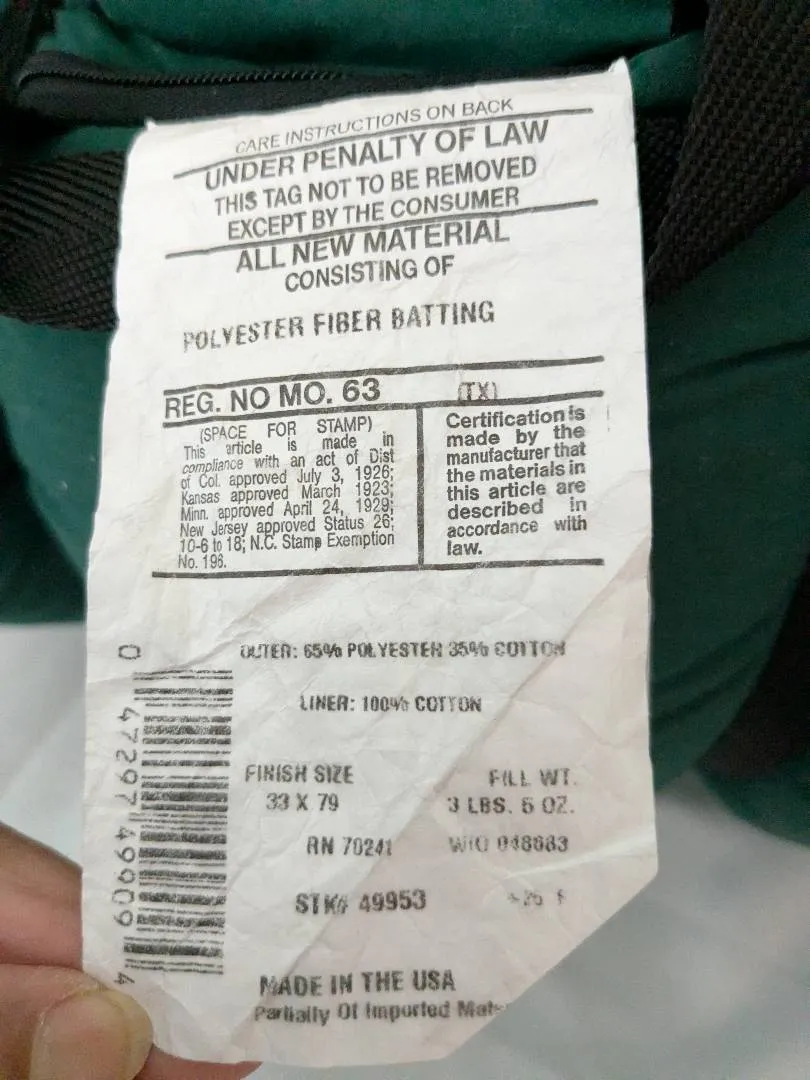 CARE INSTRUCTIONS ON BACK
UNDER PENALTY OF LAW
THIS TAG NOT TO BE REMOVED
EXCEPT BY THE CONSUMER
ALL NEW MATERIAL
CONSISTING OF
POLYESTER FIBER BATTING
REG. NO MO. 63 (TX)
(SPACE FOR STAMP)
This article is made in
compliance with an act of Dist
of Col. approved July 3, 1926;
Kansas approved March 1923;
Minn. approved April 24, 1929;
New Jersey approved Status 26;
10-6 to 18; N.C. Stamp Exemption
No. 196.
Certification is
made by the
manufacturer that
the materials in
this article are
described in
accordance with
law.
OUTER: 65% POLYESTER 35% COTTON
LINER: 100% COTTON
FINISH SIZE
33 X 79
FILL WT.
3 LBS. 6 OZ.
RN 70241
STK# 49953
MADE IN THE USA
Partially Of Imported
0 47297 49909 4